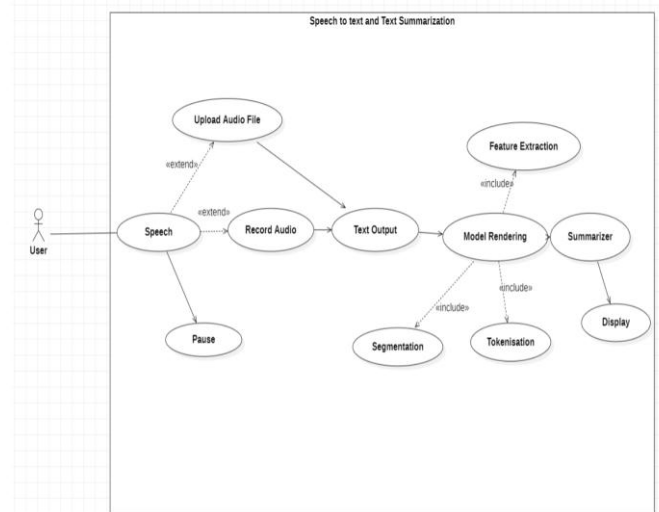 Speech to text and Text Summarization
Upload Audio File
Feature Extraction
«extend»
«include»
«extend»
Speech
Record Audio
Text Output
Model Rendering
Summarizer
User
«include»
«include»
Display
Pause
Segmentation
Tokenisation